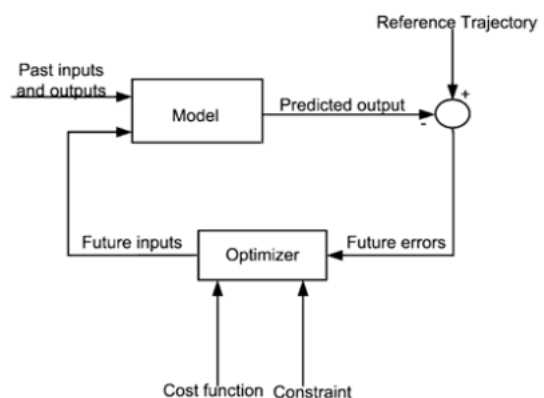 Reference Trajectory
Past inputs
and outputs
+
Model
Predicted output
-
Future inputs
Optimizer
Future errors
Cost function
Constraint